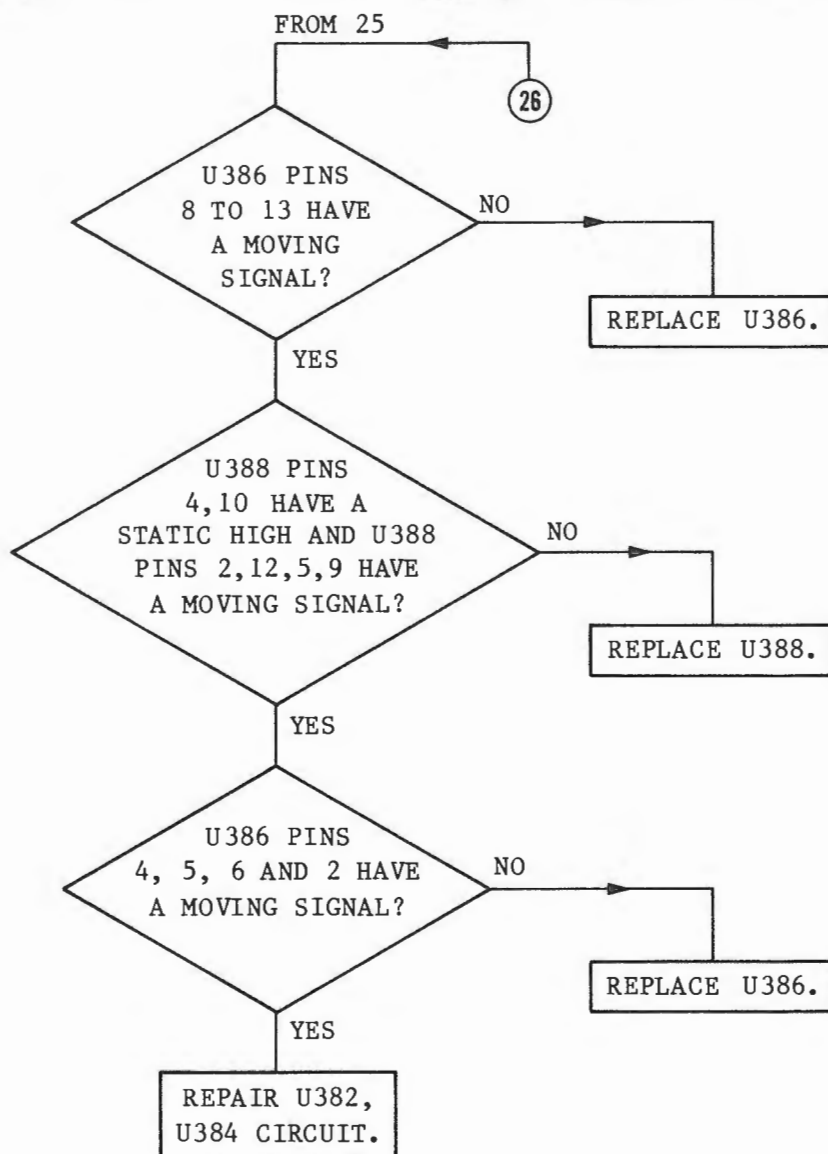 FROM 25
26
U386 PINS
8 TO 13 HAVE
A MOVING
SIGNAL?
NO
REPLACE U386.
YES
U388 PINS
4,10 HAVE A
STATIC HIGH AND U388
PINS 2,12,5,9 HAVE
A MOVING SIGNAL?
NO
REPLACE U388.
YES
U386 PINS
4, 5, 6 AND 2 HAVE
A MOVING SIGNAL?
NO
REPLACE U386.
YES
REPAIR U382,
U384 CIRCUIT.